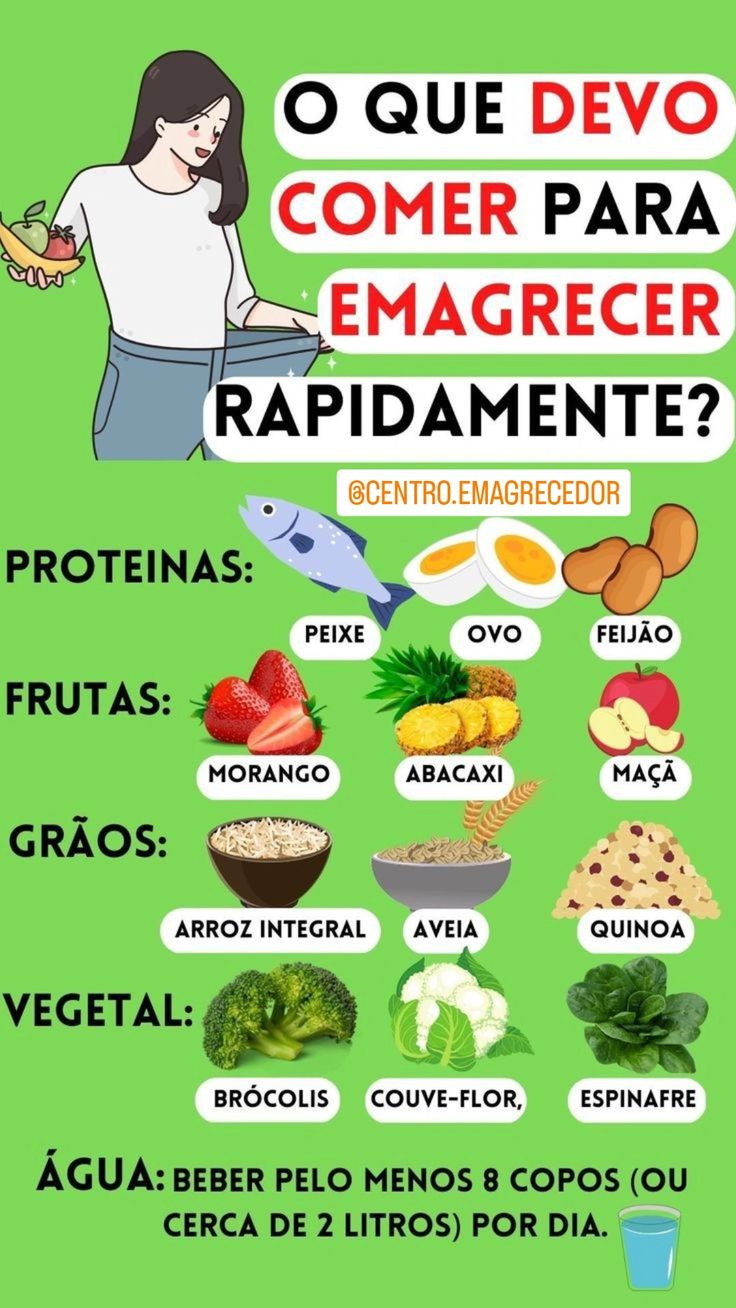 O QUE DEVO
COMER PARA
EMAGRECER
RAPIDAMENTE?
@CENTRO.EMAGRECEDOR
PROTEINAS:
PEIXE
OVO
FEIJÃO
FRUTAS:
MORANGO
ABACAXI
MAÇÃ
GRÃOS:
ARROZ INTEGRAL
AVEIA
QUINOA
VEGETAL:
BRÓCOLIS
COUVE-FLOR,
ESPINAFRE
ÁGUA: BEBER PELO MENOS 8 COPOS (OU
CERCA DE 2 LITROS) POR DIA.